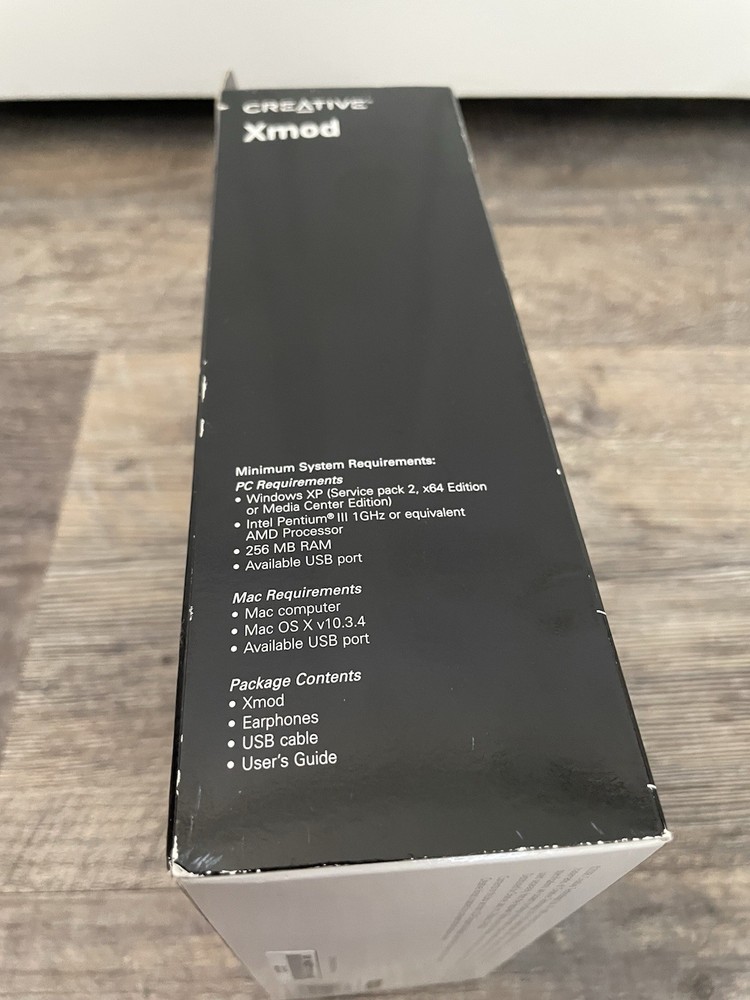 CREATIVE
Xmod
Minimum System Requirements:
PC Requirements
• Windows XP (Service pack 2, x64 Edition
or Media Center Edition)
• Intel Pentium® III 1GHz or equivalent
AMD Processor
• 256 MB RAM
• Available USB port
Mac Requirements
• Mac computer
• Mac OS X v10.3.4
• Available USB port
Package Contents
• Xmod
• Earphones
• USB cable
• User's Guide